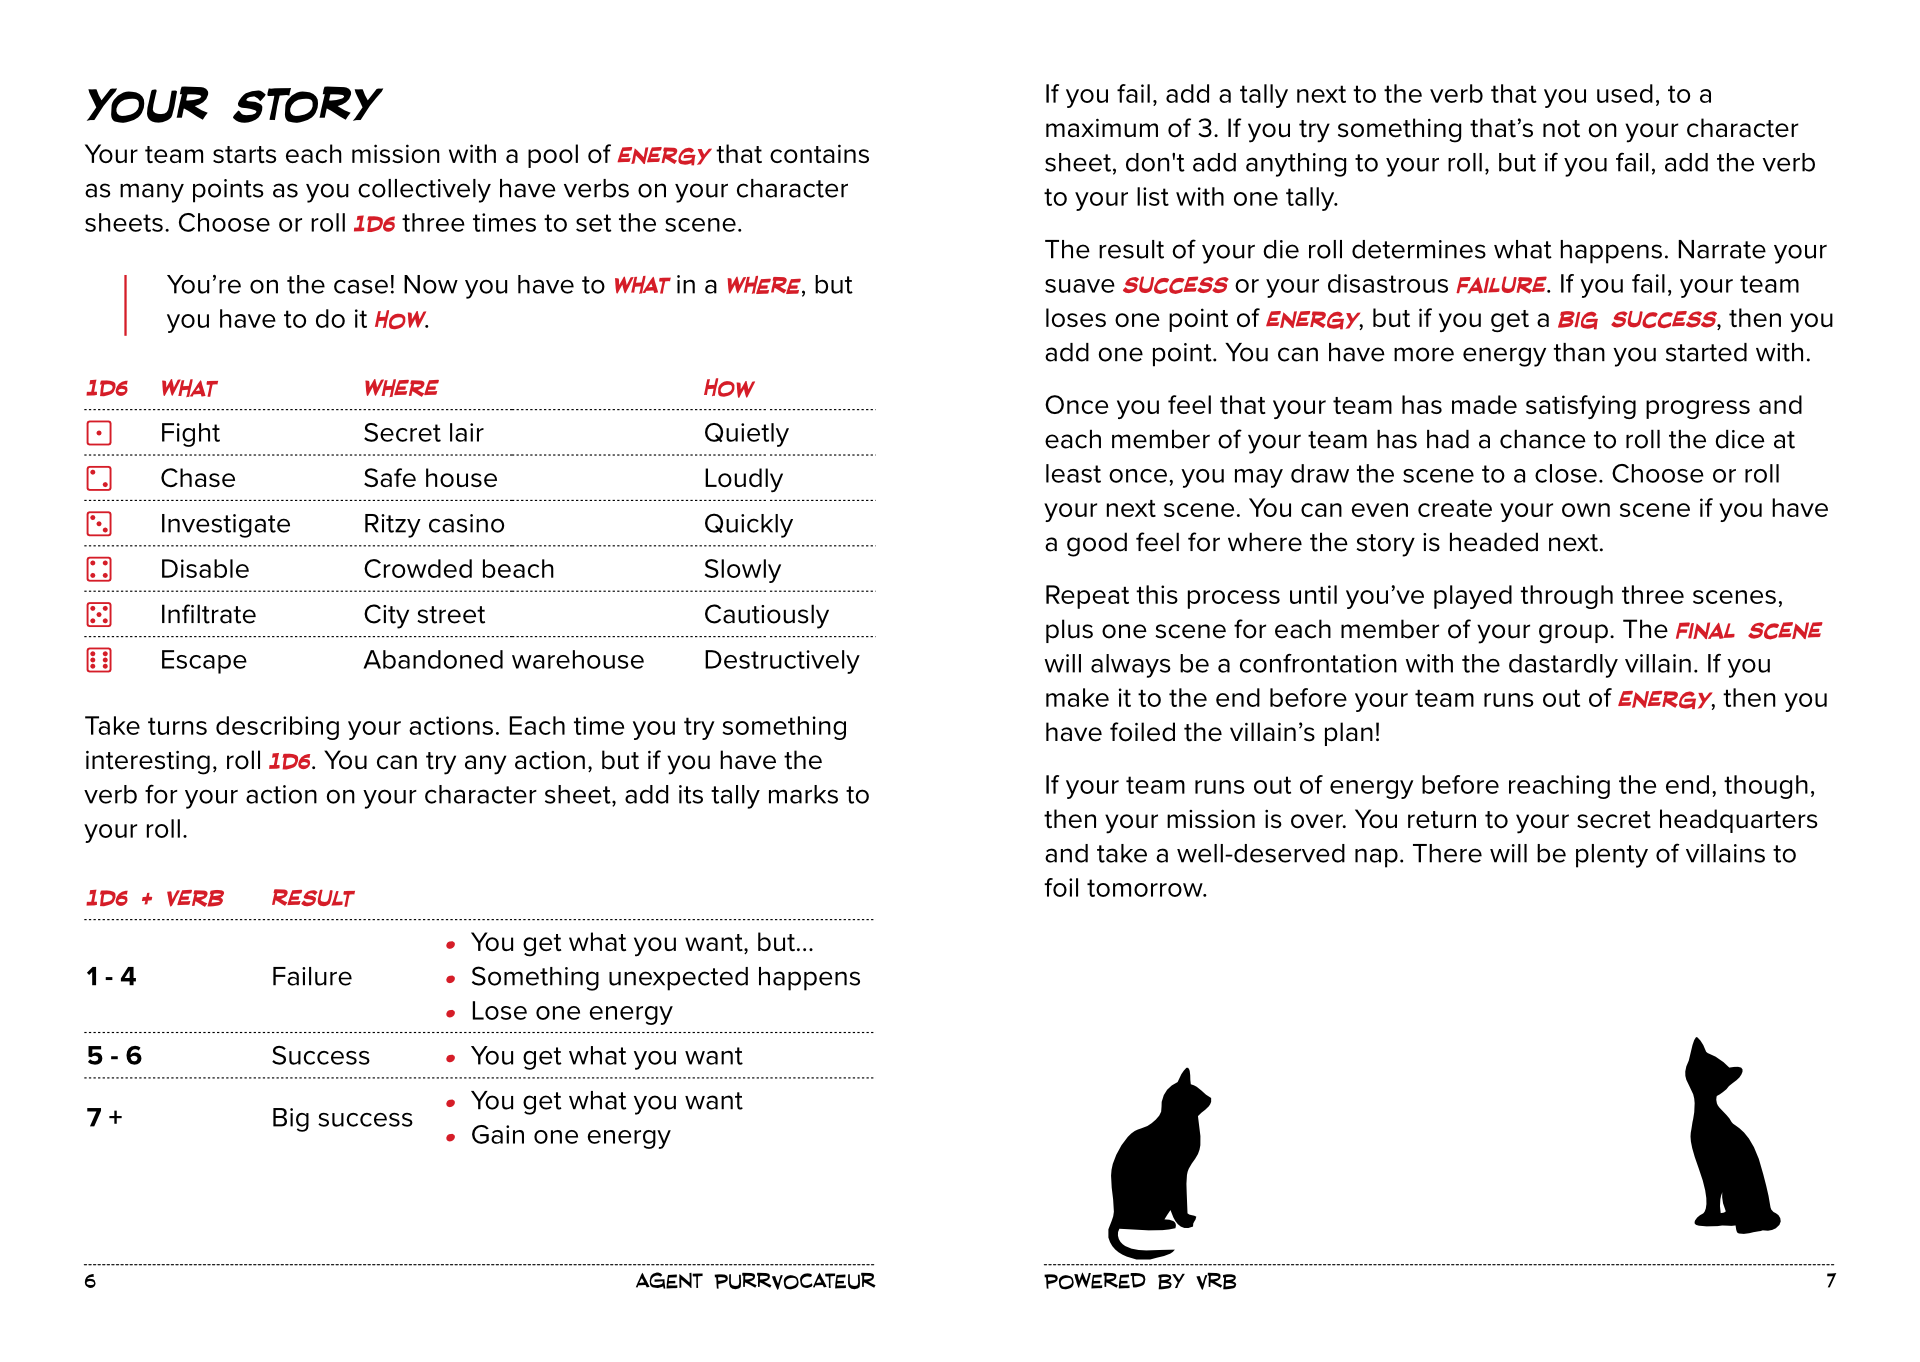 YOUR STORY
Your team starts each mission with a pool of ENERGY that contains
as many points as you collectively have verbs on your character
sheets. Choose or roll 1D6 three times to set the scene.
You’re on the case! Now you have to WHAT in a WHERE, but
you have to do it HOW.
1D6 WHAT WHERE HOW
Fight Secret lair Quietly
Chase Safe house Loudly
Investigate Ritzy casino Quickly
Disable Crowded beach Slowly
Infiltrate City street Cautiously
Escape Abandoned warehouse Destructively
Take turns describing your actions. Each time you try something
interesting, roll 1D6. You can try any action, but if you have the
verb for your action on your character sheet, add its tally marks to
your roll.
1D6 + VERB RESULT
• You get what you want, but...
1 - 4 Failure • Something unexpected happens
• Lose one energy
5 - 6 Success • You get what you want
7 + Big success • You get what you want
• Gain one energy
6 AGENT PURRVOCATEUR
If you fail, add a tally next to the verb that you used, to a
maximum of 3. If you try something that’s not on your character
sheet, don't add anything to your roll, but if you fail, add the verb
to your list with one tally.
The result of your die roll determines what happens. Narrate your
suave SUCCESS or your disastrous FAILURE. If you fail, your team
loses one point of ENERGY, but if you get a BIG SUCCESS, then you
add one point. You can have more energy than you started with.
Once you feel that your team has made satisfying progress and
each member of your team has had a chance to roll the dice at
least once, you may draw the scene to a close. Choose or roll
your next scene. You can even create your own scene if you have
a good feel for where the story is headed next.
Repeat this process until you’ve played through three scenes,
plus one scene for each member of your group. The FINAL SCENE
will always be a confrontation with the dastardly villain. If you
make it to the end before your team runs out of ENERGY, then you
have foiled the villain’s plan!
If your team runs out of energy before reaching the end, though,
then your mission is over. You return to your secret headquarters
and take a well-deserved nap. There will be plenty of villains to
foil tomorrow.
POWERED BY VRB 7